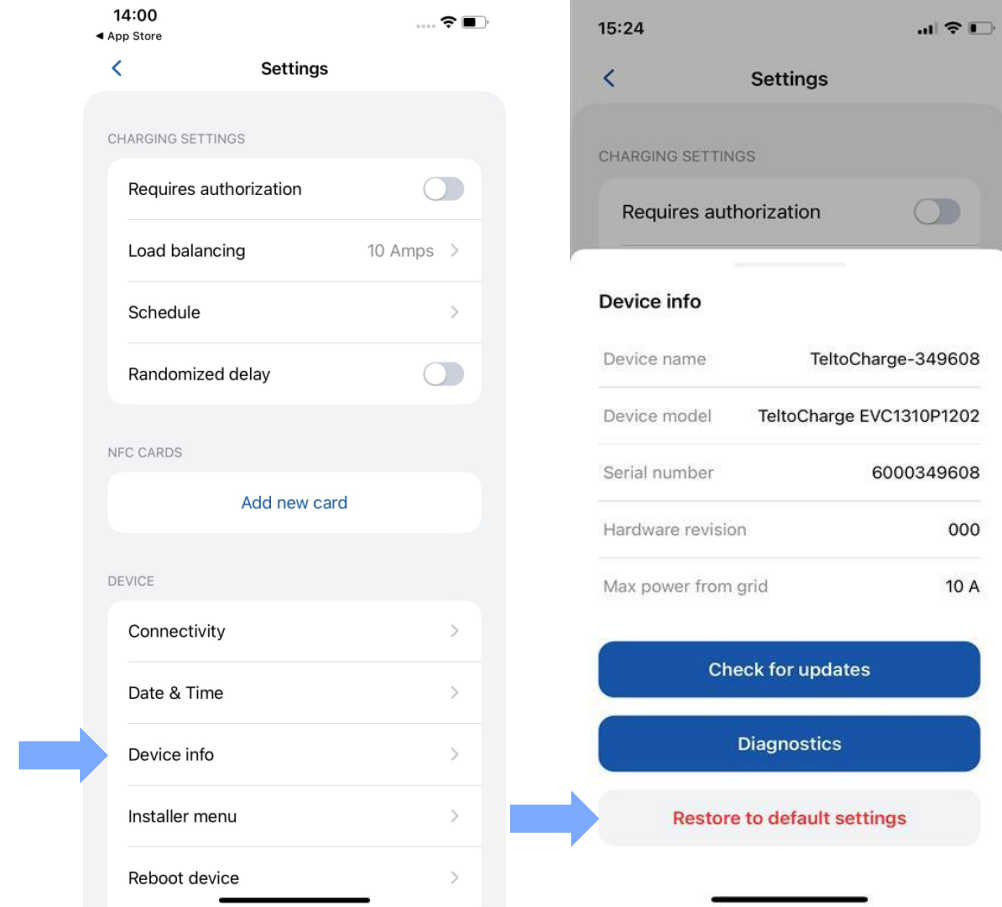 14:00
◀ App Store
Settings
CHARGING SETTINGS
Requires authorization
Load balancing 10 Amps
Schedule
Randomized delay
NFC CARDS
Add new card
DEVICE
Connectivity
Date & Time
Device info
Installer menu
Reboot device
15:24
Settings
CHARGING SETTINGS
Requires authorization
Device info
Device name TeltoCharge-349608
Device model TeltoCharge EVC1310P1202
Serial number 6000349608
Hardware revision 000
Max power from grid 10 A
Check for updates
Diagnostics
Restore to default settings